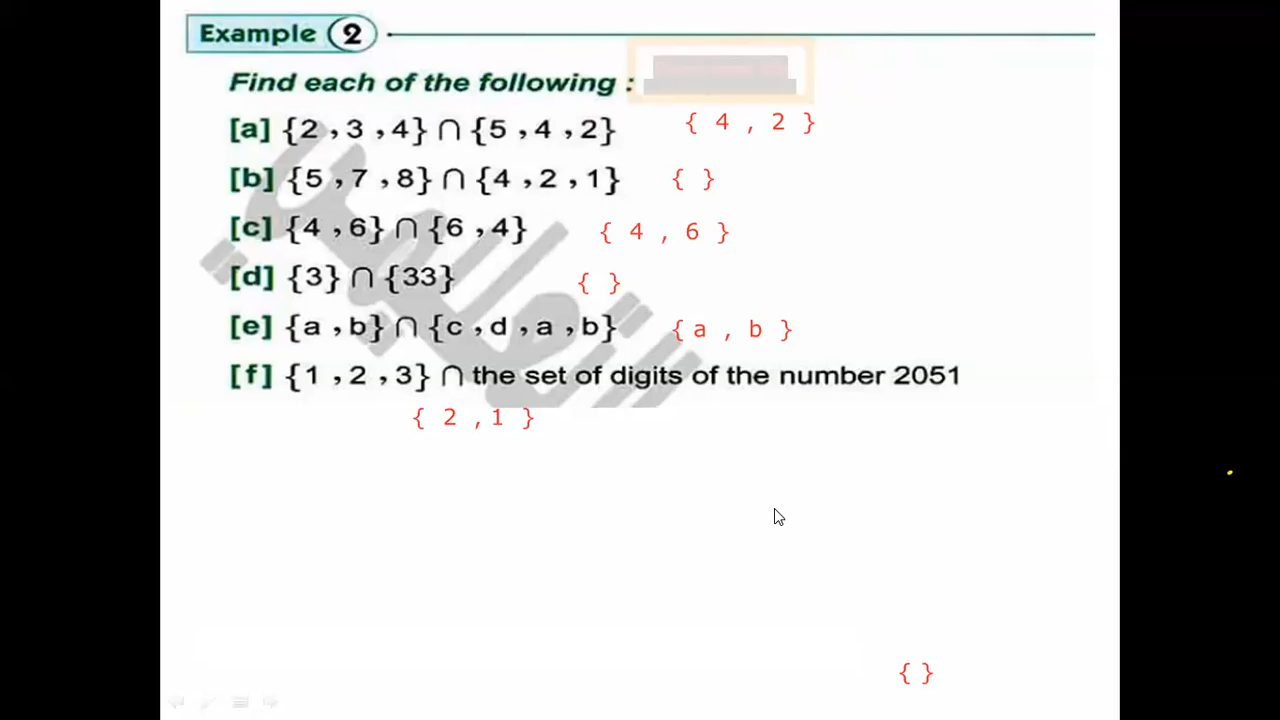 Example 2
Find each of the following :
[a] {2 , 3 , 4} ∩ {5 , 4 , 2} { 4 , 2 }
[b] {5 , 7 , 8} ∩ {4 , 2 , 1} { }
[c] {4 , 6} ∩ {6 , 4} { 4 , 6 }
[d] {3} ∩ {33} { }
[e] {a , b} ∩ {c , d , a , b} { a , b }
[f] {1 , 2 , 3} ∩ the set of digits of the number 2051
{ 2 , 1 }
{ }